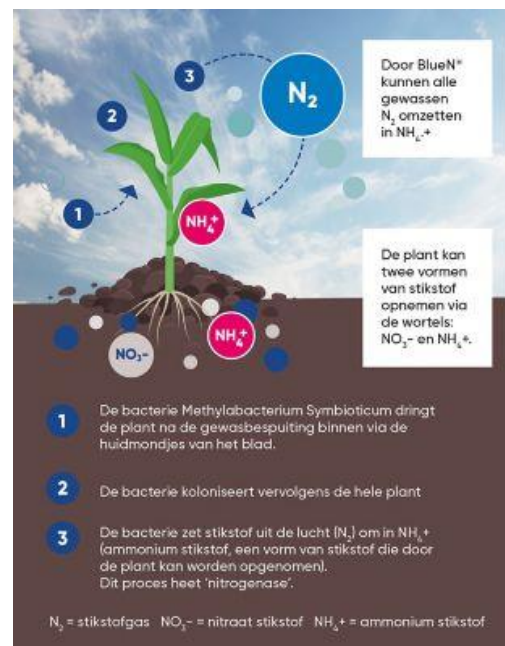 3
N₂
Door BlueN®
kunnen alle
gewassen
N₂ omzetten
in NH₄.+
2
1
NH₄+
De plant kan
twee vormen
van stikstof
opnemen via
de wortels:
NO₃- en NH₄+.
NO₃-
NH₄+
1
De bacterie Methylabacterium Symbioticum dringt
de plant na de gewasbespuiting binnen via de
huidmondjes van het blad.
2
De bacterie koloniseert vervolgens de hele plant
3
De bacterie zet stikstof uit de lucht (N₂) om in NH₄+
(ammonium stikstof, een vorm van stikstof die door
de plant kan worden opgenomen).
Dit proces heet ‘nitrogenase’.
N₂ = stikstofgas NO₃- = nitraat stikstof NH₄+ = ammonium stikstof